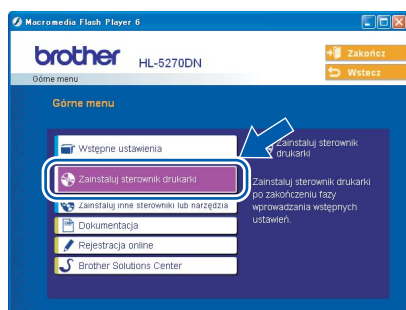 Macromedia Flash Player 6
brother HL-5270DN
Zakończ
Wstecz
Górne menu
Górne menu
Wstępne ustawienia
Zainstaluj sterownik drukarki
Zainstaluj inne sterowniki lub narzędzia
Dokumentacja
Rejestracja online
Brother Solutions Center
Zainstaluj sterownik
drukarki
Zainstaluj sterownik drukarki
po zakończeniu fazy
wprowadzania wstępnych
ustawień.